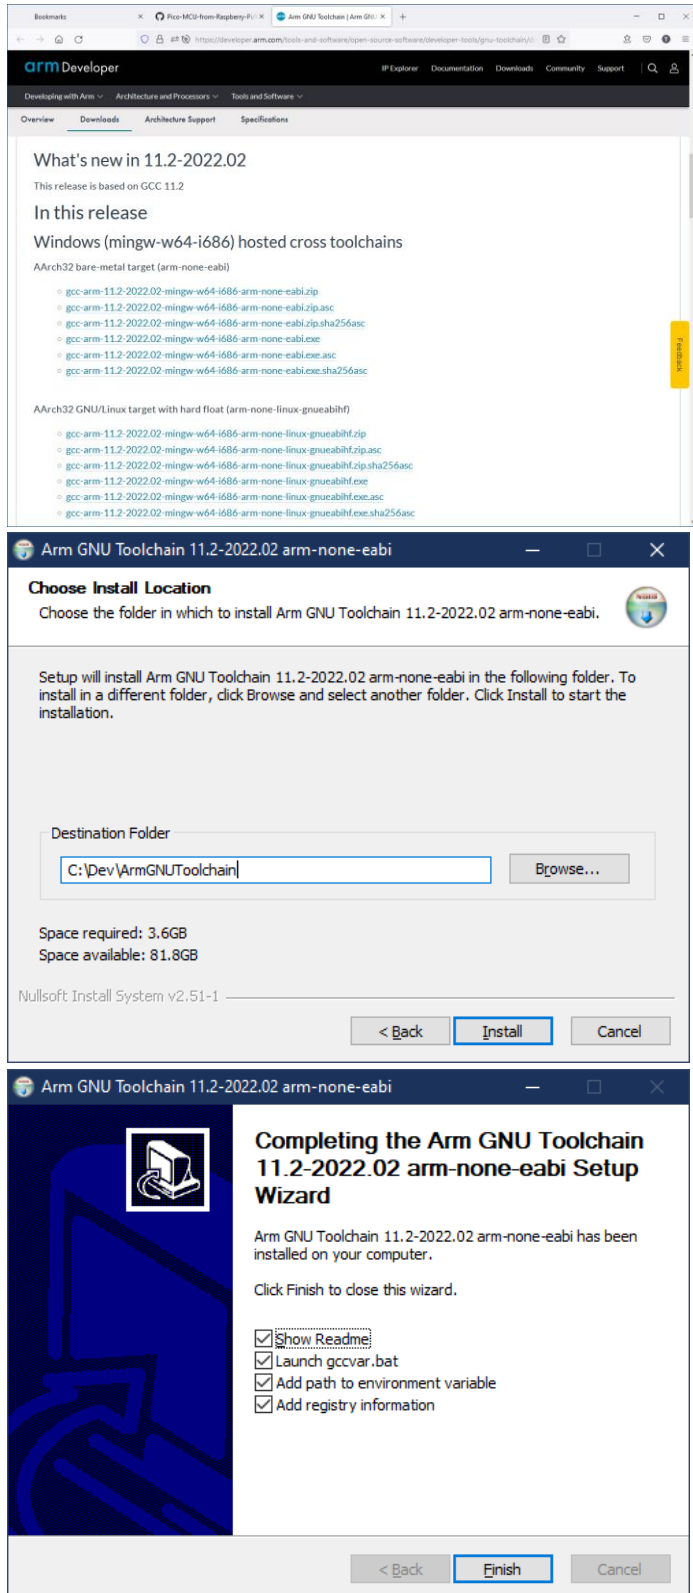 Bookmarks × Pico-MCU-from-Raspberry-Pi/ × Arm GNU Toolchain | Arm GNU × + — □ ×
https://developer.arm.com/tools-and-software/open-source-software/developer-tools/gnu-toolchain/
arm Developer IP Explorer Documentation Downloads Community Support
Developing with Arm Architecture and Processors Tools and Software
Overview Downloads Architecture Support Specifications
What's new in 11.2-2022.02
This release is based on GCC 11.2
In this release
Windows (mingw-w64-i686) hosted cross toolchains
AArch32 bare-metal target (arm-none-eabi)
gcc-arm-11.2-2022.02-mingw-w64-i686-arm-none-eabi.zip
gcc-arm-11.2-2022.02-mingw-w64-i686-arm-none-eabi.zip.asc
gcc-arm-11.2-2022.02-mingw-w64-i686-arm-none-eabi.zip.sha256asc
gcc-arm-11.2-2022.02-mingw-w64-i686-arm-none-eabi.exe
gcc-arm-11.2-2022.02-mingw-w64-i686-arm-none-eabi.exe.asc
gcc-arm-11.2-2022.02-mingw-w64-i686-arm-none-eabi.exe.sha256asc
Feedback
AArch32 GNU/Linux target with hard float (arm-none-linux-gnueabihf)
gcc-arm-11.2-2022.02-mingw-w64-i686-arm-none-linux-gnueabihf.zip
gcc-arm-11.2-2022.02-mingw-w64-i686-arm-none-linux-gnueabihf.zip.asc
gcc-arm-11.2-2022.02-mingw-w64-i686-arm-none-linux-gnueabihf.zip.sha256asc
gcc-arm-11.2-2022.02-mingw-w64-i686-arm-none-linux-gnueabihf.exe
gcc-arm-11.2-2022.02-mingw-w64-i686-arm-none-linux-gnueabihf.exe.asc
gcc-arm-11.2-2022.02-mingw-w64-i686-arm-none-linux-gnueabihf.exe.sha256asc
Arm GNU Toolchain 11.2-2022.02 arm-none-eabi
Choose Install Location
Choose the folder in which to install Arm GNU Toolchain 11.2-2022.02 arm-none-eabi.
Setup will install Arm GNU Toolchain 11.2-2022.02 arm-none-eabi in the following folder. To
install in a different folder, click Browse and select another folder. Click Install to start the
installation.
Destination Folder
C:\Dev\ArmGNUToolchain Browse...
Space required: 3.6GB
Space available: 81.8GB
Nullsoft Install System v2.51-1
< Back Install Cancel
Arm GNU Toolchain 11.2-2022.02 arm-none-eabi
Completing the Arm GNU Toolchain
11.2-2022.02 arm-none-eabi Setup
Wizard
Arm GNU Toolchain 11.2-2022.02 arm-none-eabi has been
installed on your computer.
Click Finish to close this wizard.
Show Readme
Launch gccvar.bat
Add path to environment variable
Add registry information
< Back Finish Cancel